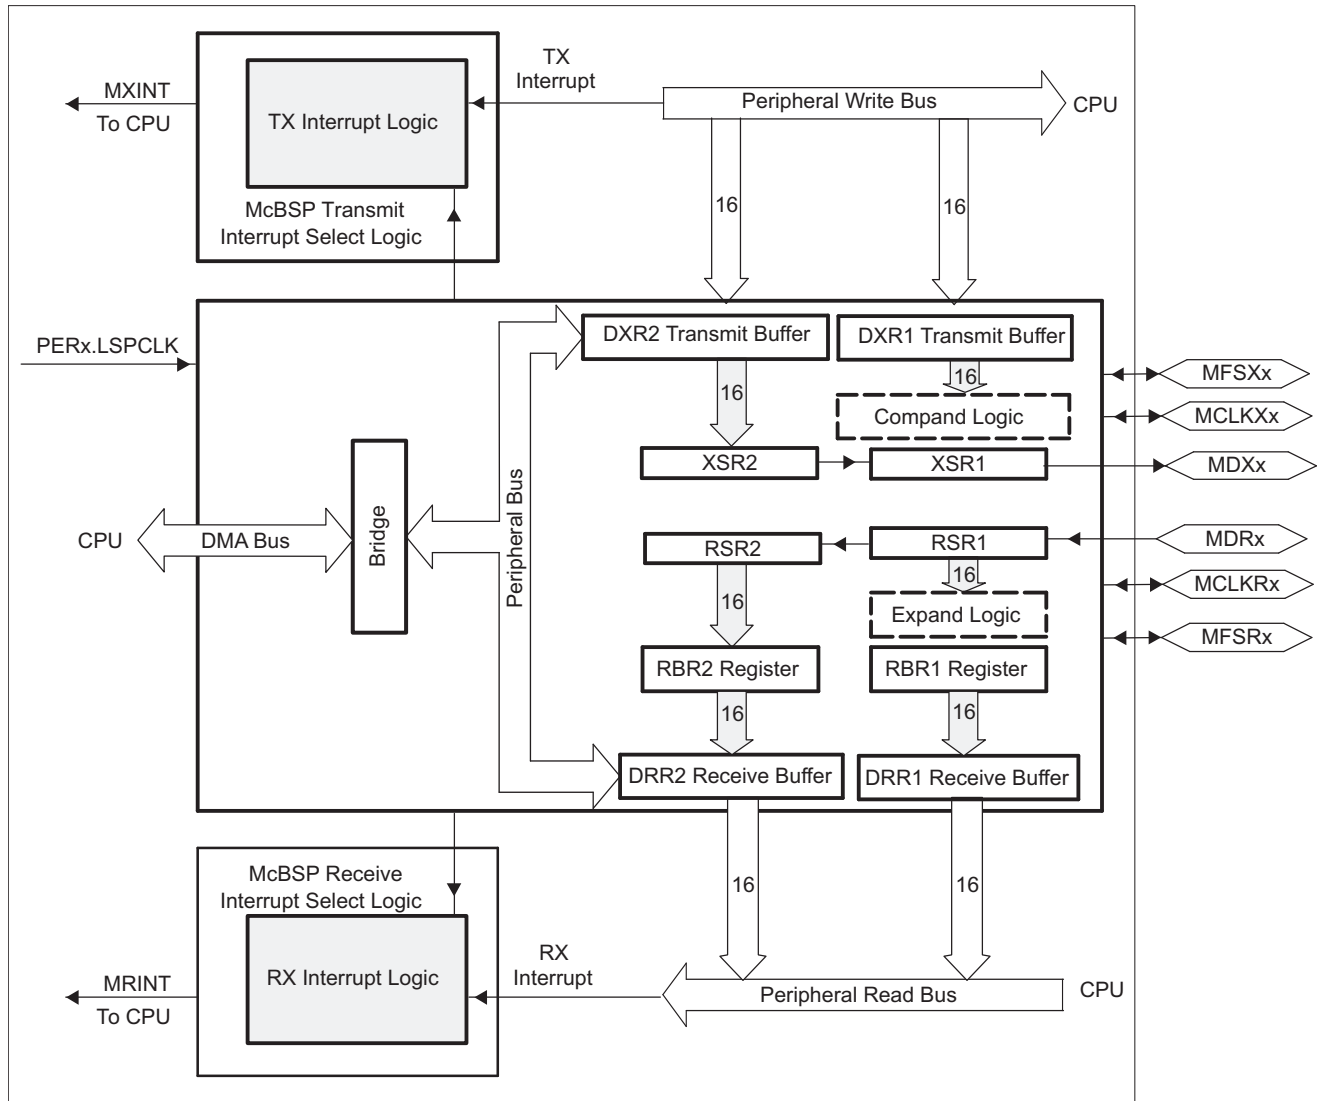 TX
Interrupt
MXINT
To CPU
TX Interrupt Logic
Peripheral Write Bus
CPU
McBSP Transmit
Interrupt Select Logic
16
16
PERx.LSPCLK
DXR2 Transmit Buffer
DXR1 Transmit Buffer
16
16
MFSXx
Compand Logic
MCLKXx
XSR2
XSR1
MDXx
Peripheral Bus
CPU
DMA Bus
Bridge
RSR2
RSR1
MDRx
16
16
MCLKRx
Expand Logic
MFSRx
RBR2 Register
RBR1 Register
16
16
DRR2 Receive Buffer
DRR1 Receive Buffer
McBSP Receive
Interrupt Select Logic
16
16
RX Interrupt Logic
RX
Interrupt
MRINT
To CPU
Peripheral Read Bus
CPU